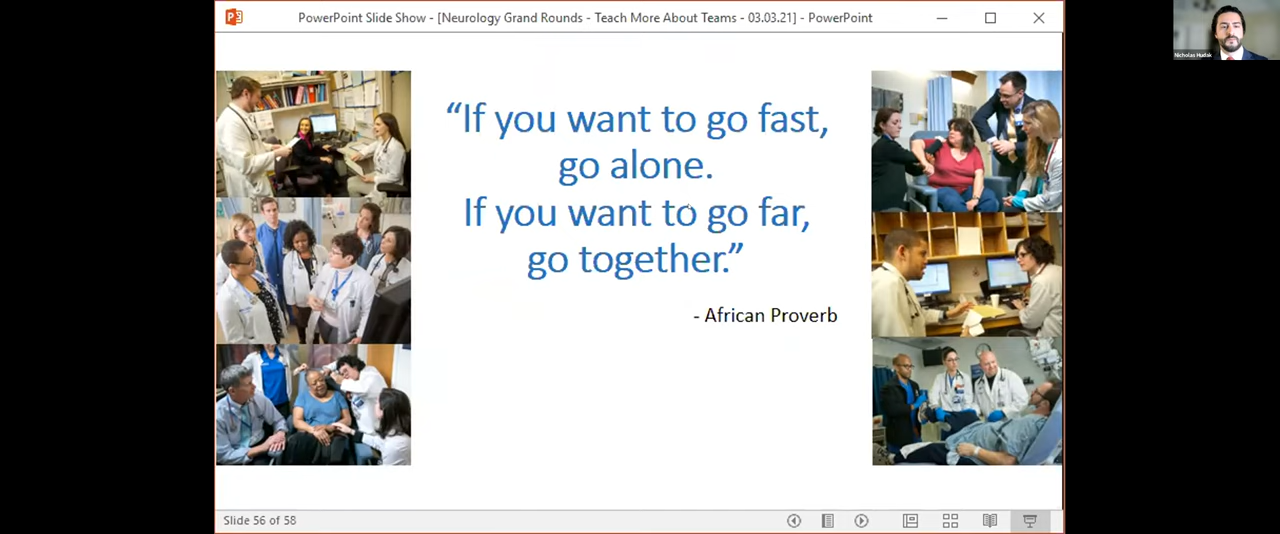 PowerPoint Slide Show - [Neurology Grand Rounds - Teach More About Teams - 03.03.21] - PowerPoint
Nicholas Hudak
“If you want to go fast,
go alone.
If you want to go far,
go together.”
- African Proverb
Slide 56 of 58